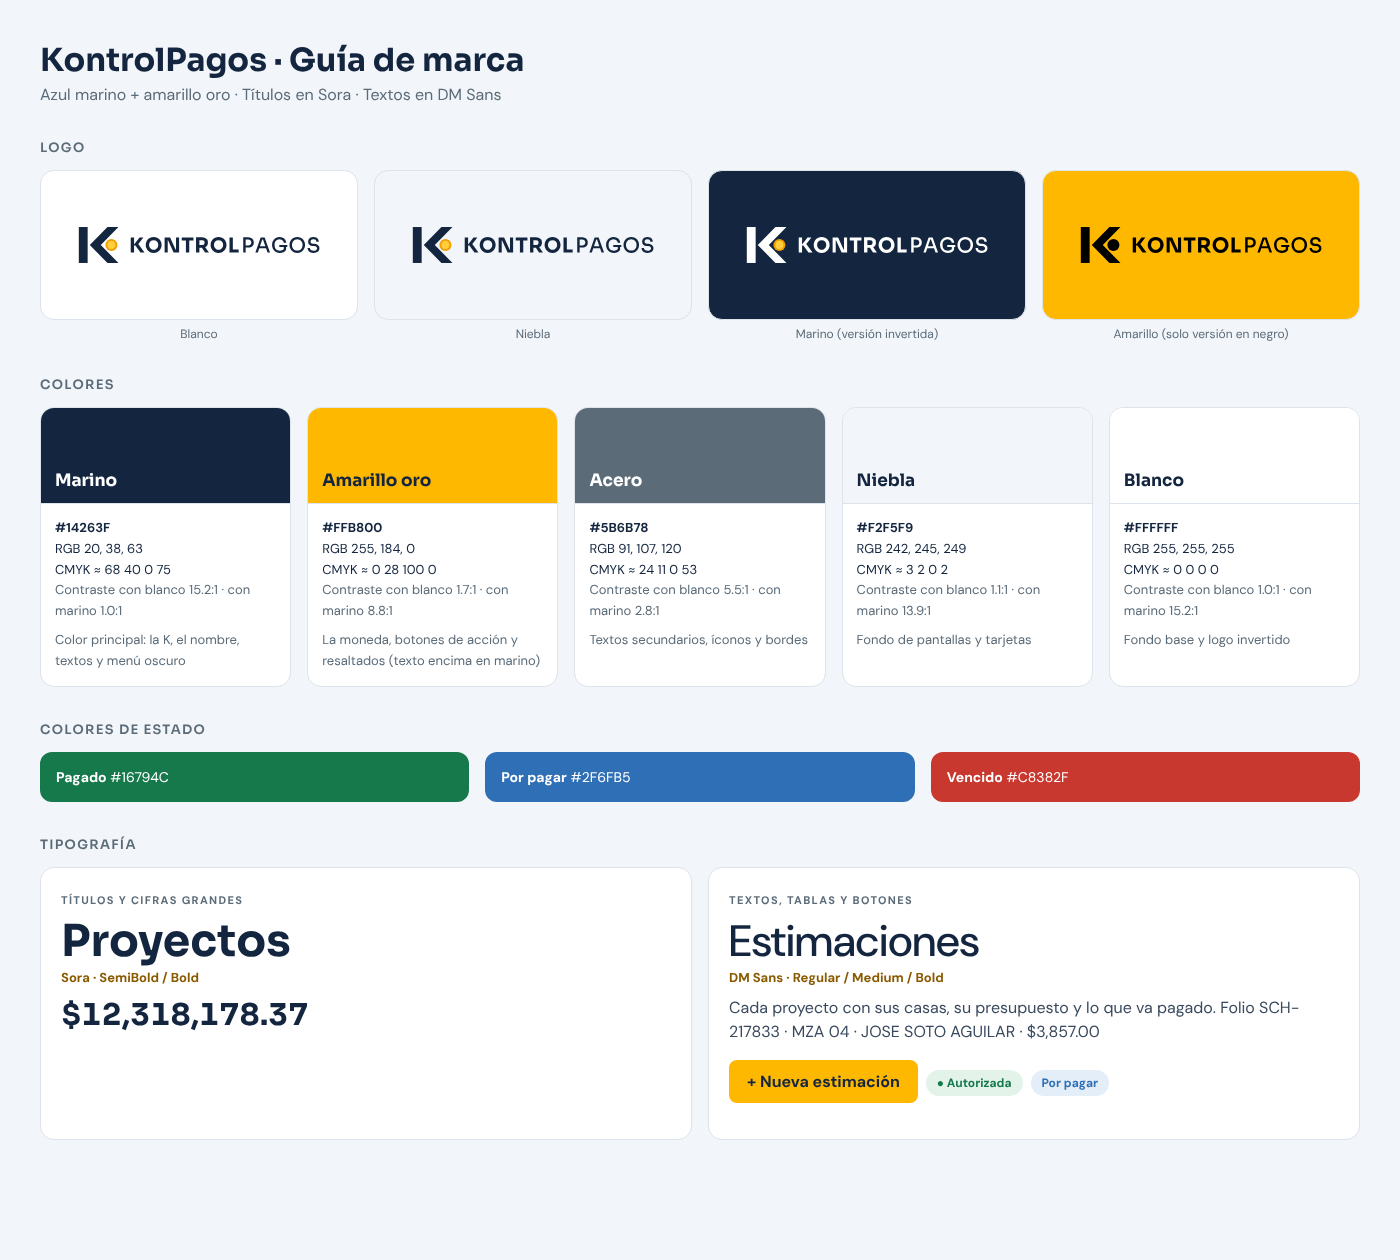 KontrolPagos · Guía de marca
Azul marino + amarillo oro · Títulos en Sora · Textos en DM Sans
LOGO
KONTROLPAGOS
KONTROLPAGOS
KONTROLPAGOS
KONTROLPAGOS
Blanco
Niebla
Marino (versión invertida)
Amarillo (solo versión en negro)
COLORES
Marino
#14263F
RGB 20, 38, 63
CMYK ≈ 68 40 0 75
Contraste con blanco 15.2:1 · con
marino 1.0:1
Color principal: la K, el nombre,
textos y menú oscuro
Amarillo oro
#FFB800
RGB 255, 184, 0
CMYK ≈ 0 28 100 0
Contraste con blanco 1.7:1 · con
marino 8.8:1
La moneda, botones de acción y
resaltados (texto encima en marino)
Acero
#5B6B78
RGB 91, 107, 120
CMYK ≈ 24 11 0 53
Contraste con blanco 5.5:1 · con
marino 2.8:1
Textos secundarios, íconos y bordes
Niebla
#F2F5F9
RGB 242, 245, 249
CMYK ≈ 3 2 0 2
Contraste con blanco 1.1:1 · con
marino 13.9:1
Fondo de pantallas y tarjetas
Blanco
#FFFFFF
RGB 255, 255, 255
CMYK ≈ 0 0 0 0
Contraste con blanco 1.0:1 · con
marino 15.2:1
Fondo base y logo invertido
COLORES DE ESTADO
Pagado #16794C
Por pagar #2F6FB5
Vencido #C8382F
TIPOGRAFÍA
TÍTULOS Y CIFRAS GRANDES
Proyectos
Sora · SemiBold / Bold
$12,318,178.37
TEXTOS, TABLAS Y BOTONES
Estimaciones
DM Sans · Regular / Medium / Bold
Cada proyecto con sus casas, su presupuesto y lo que va pagado. Folio SCH-
217833 · MZA 04 · JOSE SOTO AGUILAR · $3,857.00
+ Nueva estimación
● Autorizada
Por pagar